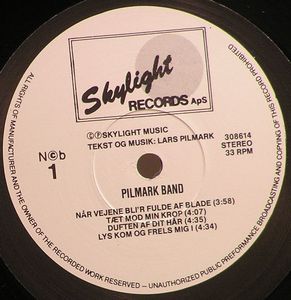 Skylight
RECORDS ApS
℗©SKYLIGHT MUSIC
TEKST OG MUSIK: LARS PILMARK
308614
STEREO
33 RPM
N©b
1
PILMARK BAND
NÅR VEJENE BLI'R FULDE AF BLADE (3:58)
TÆT MOD MIN KROP (4:07)
DUFTEN AF DIT HÅR (4:35)
LYS KOM OG FRELS MIG I (4:34)
ALL RIGHTS OF MANUFACTURER AND THE OWNER OF THE RECORDED WORK RESERVED – UNAUTHORIZED PUBLIC PREFORMANCE BROADCASTING AND COPYING OF THIS RECORD PROHIBITED